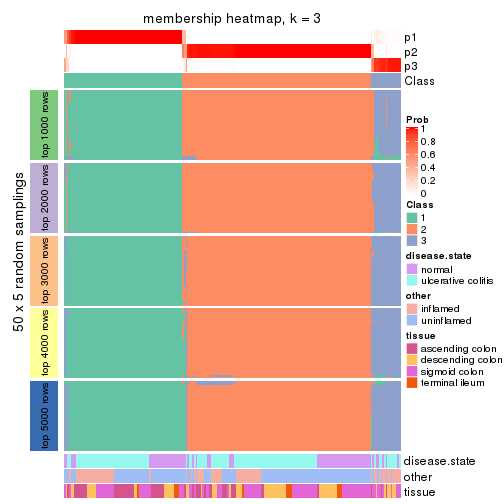 membership heatmap, k = 3
p1
p2
p3
Class
50 x 5 random samplings
top 1000 rows
top 2000 rows
top 3000 rows
top 4000 rows
top 5000 rows
Prob
1
0.8
0.6
0.4
0.2
0
Class
1
2
3
disease.state
normal
ulcerative colitis
other
inflamed
uninflamed
tissue
ascending colon
descending colon
sigmoid colon
terminal ileum
disease.state
other
tissue